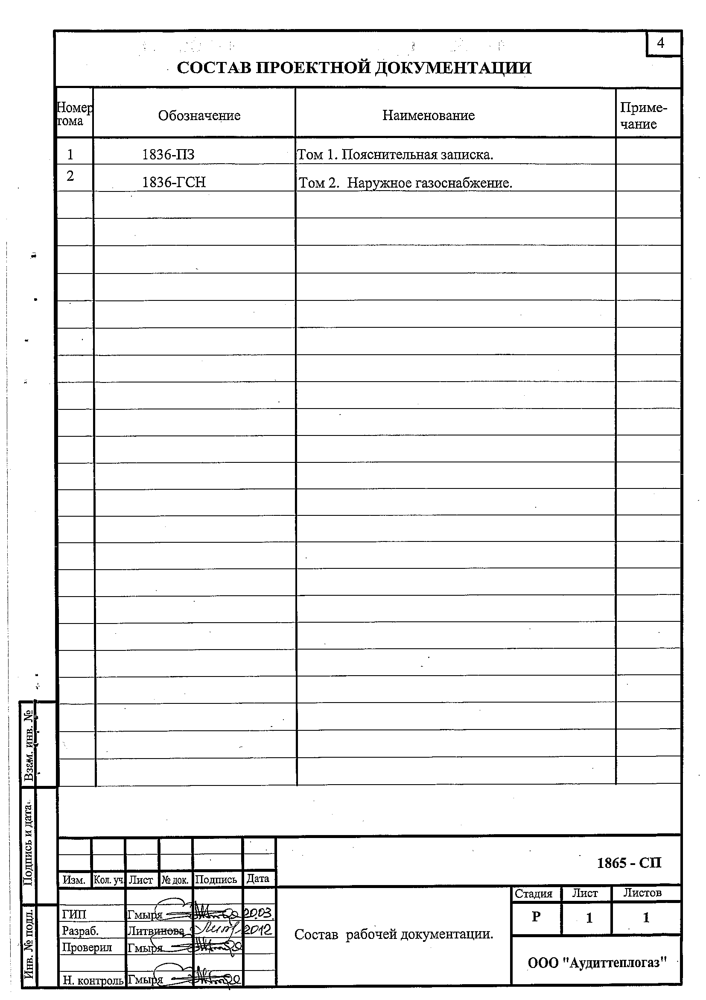 4
СОСТАВ ПРОЕКТНОЙ ДОКУМЕНТАЦИИ
Номер тома Обозначение Наименование Приме-чание
1 1836-ПЗ Том 1. Пояснительная записка.
2 1836-ГСН Том 2. Наружное газоснабжение.
Взам. инв. №
Подпись и дата
Инв. № подл.
1865 - СП
Изм. Кол. уч. Лист № док. Подпись Дата
Стадия Лист Листов
ГИП Гмыря 20.03.
Р 1 1
Разраб. Литвинова 2012
Состав рабочей документации.
Проверил Гмыря
ООО "Аудиттеплогаз"
Н. контроль Гмыря